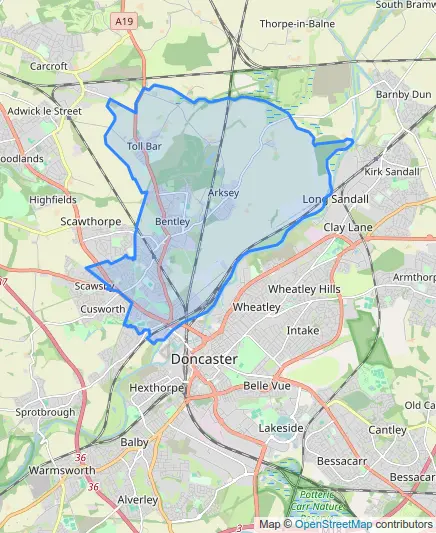 South Bramw
Thorpe-in-Balne
A19
Carcroft
Barnby Dun
Adwick le Street
Toll Bar
oodlands
Kirk Sandall
Arksey
Highfields
Long Sandall
Scawthorpe
Bentley
Clay Lane
Scawsby
Armthorp
Wheatley Hills
Cusworth
Wheatley
Intake
Doncaster
Hexthorpe
Belle Vue
Sprotbrough
Old Ca
Lakeside
Cantley
Balby
36
Bessacarr
Warmsworth
Bessacarr
36
Alverley
Potteric
Carr Nature
Map © OpenStreetMap contributors